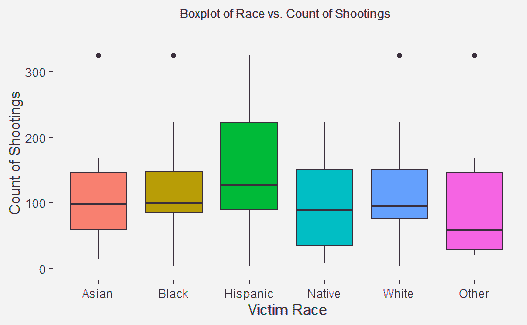 Boxplot of Race vs. Count of Shootings
Count of Shootings
300
200
100
0
Asian Black Hispanic Native White Other
Victim Race